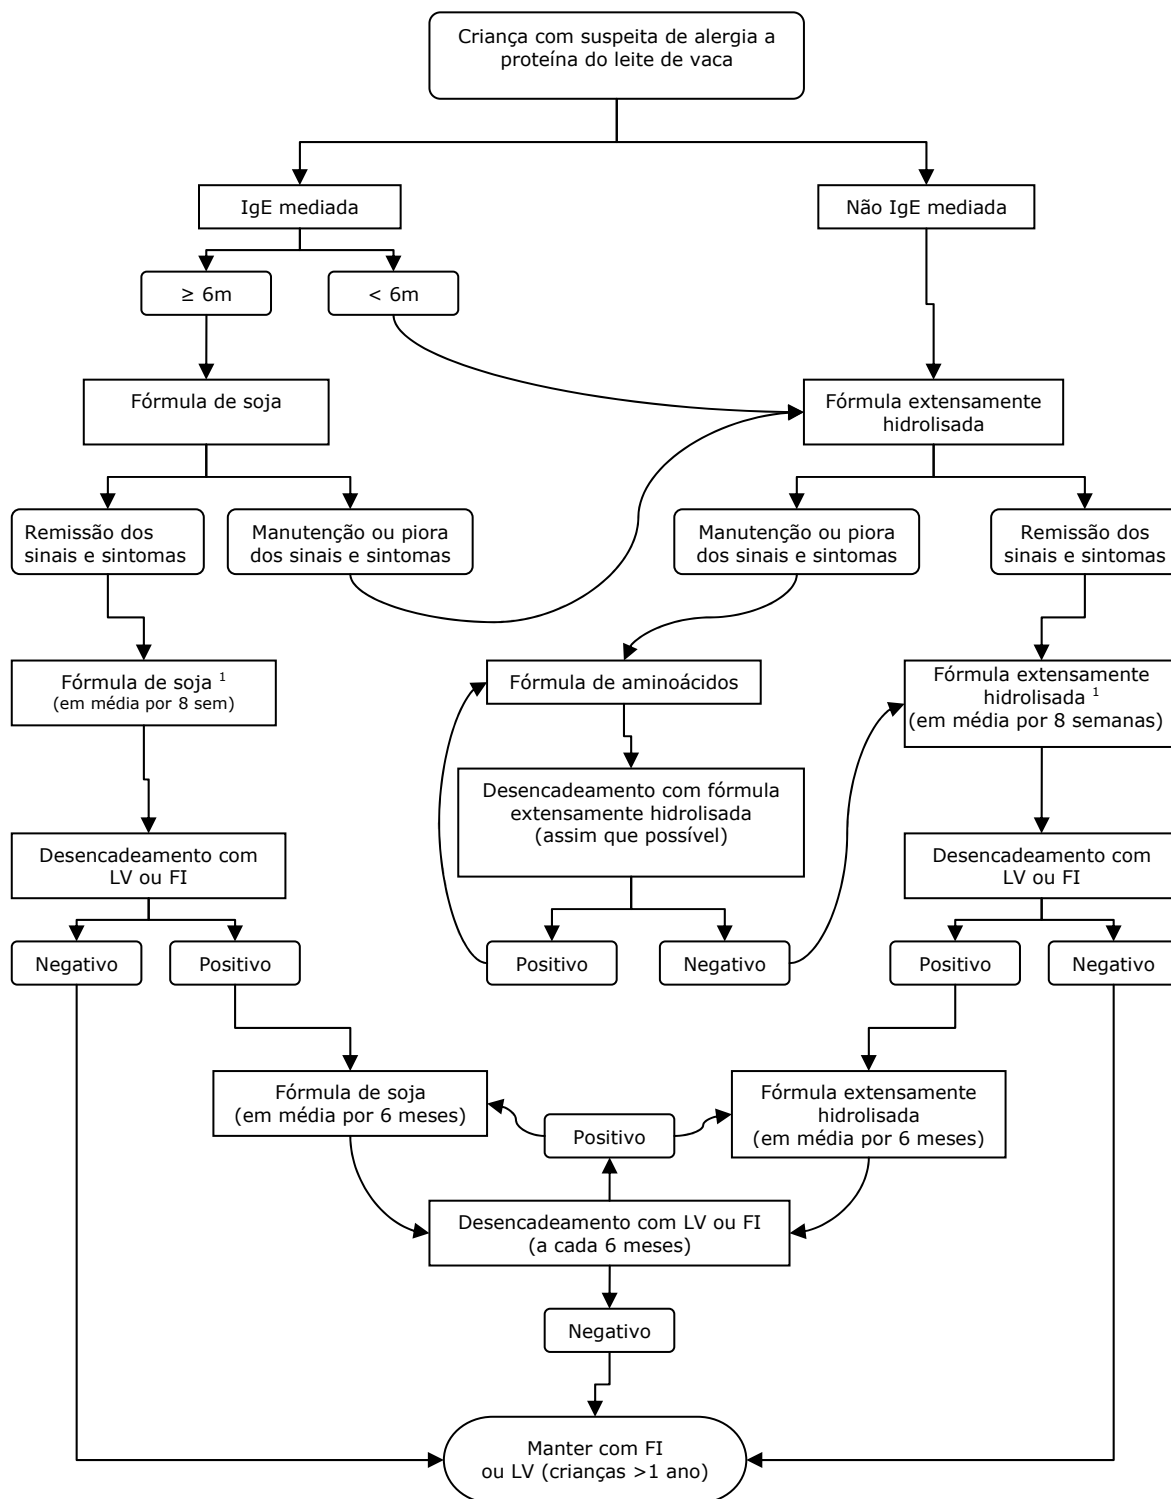 Criança com suspeita de alergia a
proteína do leite de vaca
IgE mediada
Não IgE mediada
≥ 6m
< 6m
Fórmula de soja
Fórmula extensamente
hidrolisada
Remissão dos
sinais e sintomas
Manutenção ou piora
dos sinais e sintomas
Manutenção ou piora
dos sinais e sintomas
Remissão dos
sinais e sintomas
Fórmula de soja ¹
(em média por 8 sem)
Fórmula de aminoácidos
Fórmula extensamente
hidrolisada ¹
(em média por 8 semanas)
Desencadeamento com fórmula
extensamente hidrolisada
(assim que possível)
Desencadeamento com
LV ou FI
Desencadeamento com
LV ou FI
Negativo
Positivo
Positivo
Negativo
Positivo
Negativo
Fórmula de soja
(em média por 6 meses)
Positivo
Fórmula extensamente
hidrolisada
(em média por 6 meses)
Desencadeamento com LV ou FI
(a cada 6 meses)
Negativo
Manter com FI
ou LV (crianças >1 ano)